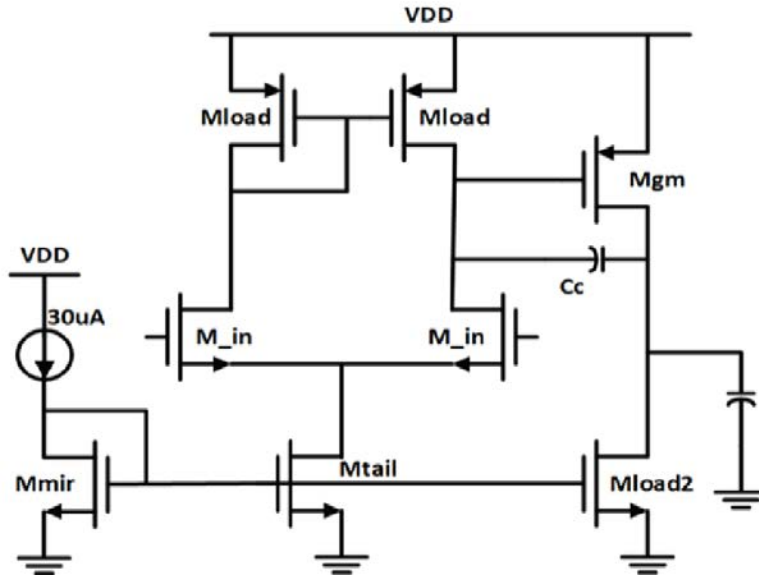 VDD
Mload
Mload
Mgm
VDD
Cc
30uA
M_in
M_in
Mmir
Mtail
Mload2